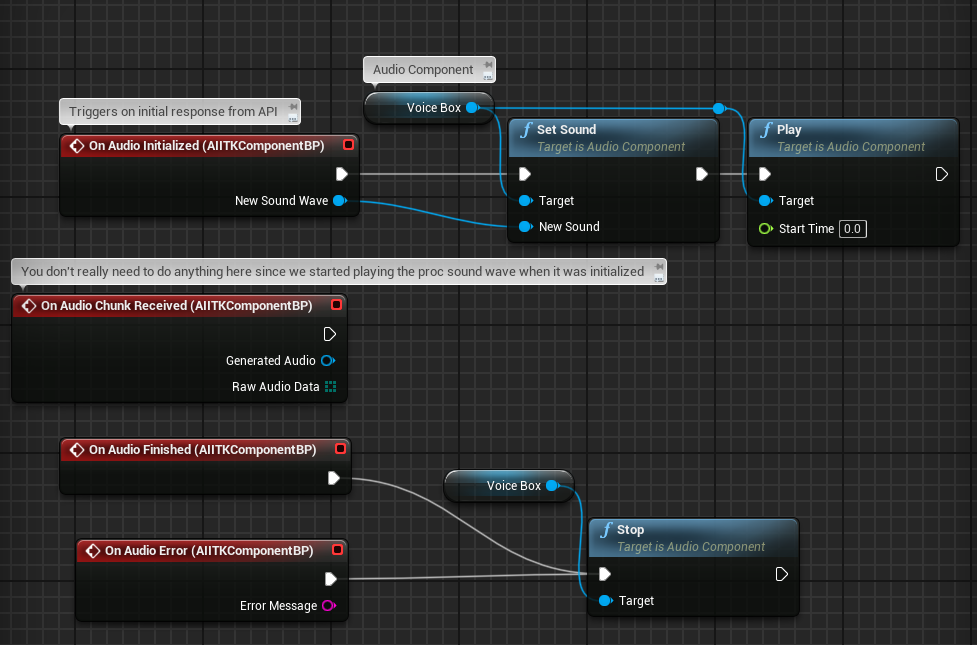 Audio Component
Voice Box
Triggers on initial response from API
On Audio Initialized (AIITKComponentBP)
New Sound Wave
Set Sound
Target is Audio Component
Target
New Sound
Play
Target is Audio Component
Target
Start Time 0.0
You don't really need to do anything here since we started playing the proc sound wave when it was initialized
On Audio Chunk Received (AIITKComponentBP)
Generated Audio
Raw Audio Data
On Audio Finished (AIITKComponentBP)
Voice Box
Stop
Target is Audio Component
Target
On Audio Error (AIITKComponentBP)
Error Message